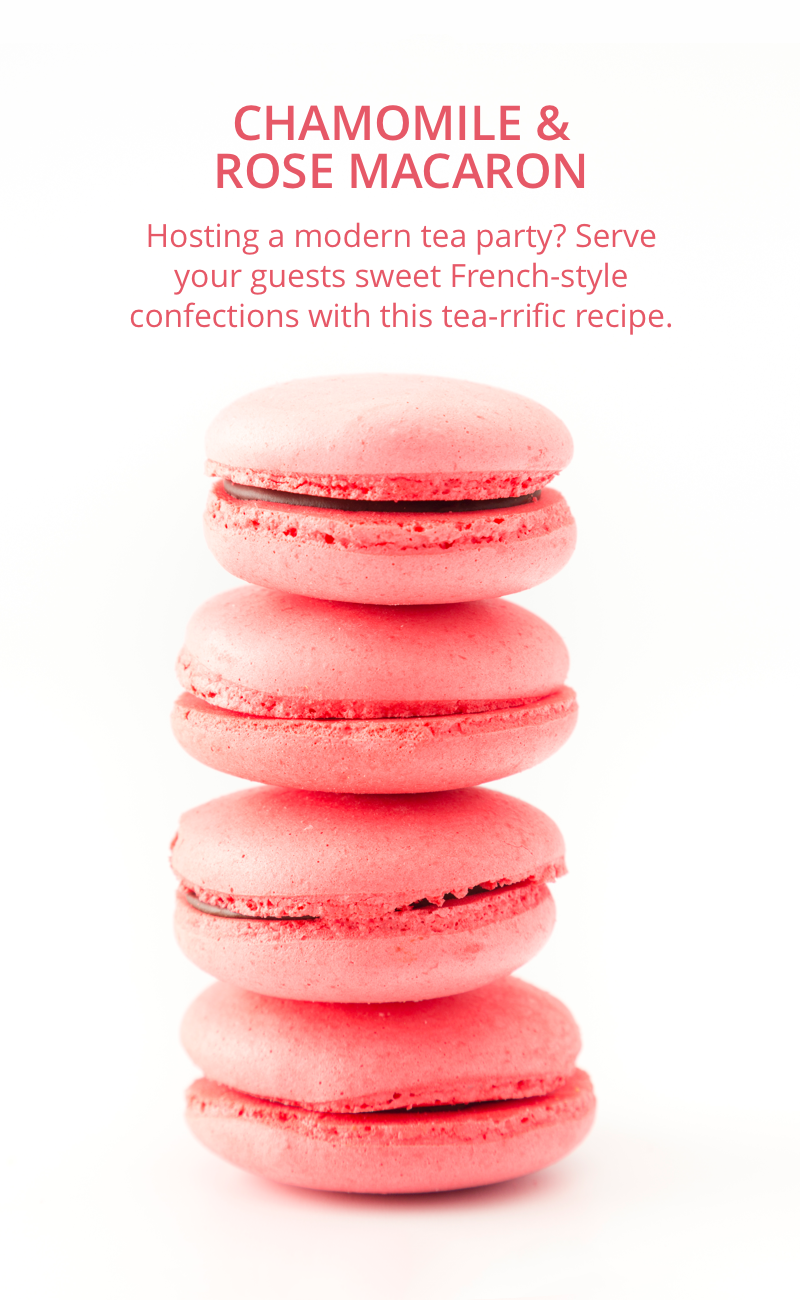 CHAMOMILE &
ROSE MACARON
Hosting a modern tea party? Serve
your guests sweet French-style
confections with this tea-rrific recipe.